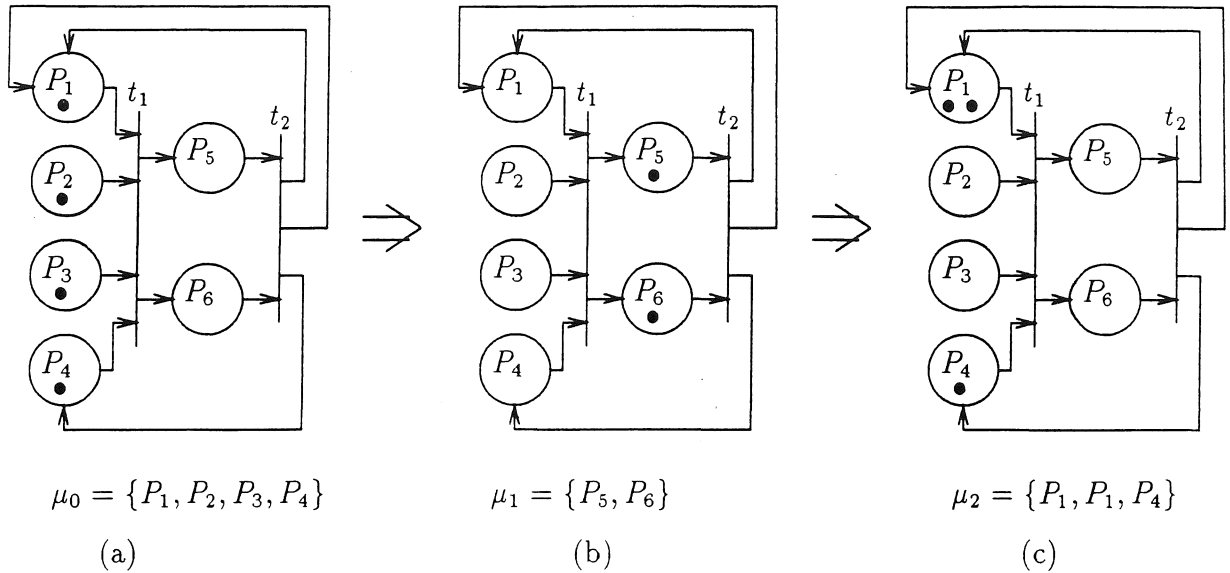 P₁
t₁
t₂
P₂
P₅
P₃
P₆
P₄
μ₀ = {P₁, P₂, P₃, P₄}
(a)
P₁
t₁
t₂
P₂
P₅
P₃
P₆
P₄
μ₁ = {P₅, P₆}
(b)
P₁
t₁
t₂
P₂
P₅
P₃
P₆
P₄
μ₂ = {P₁, P₁, P₄}
(c)